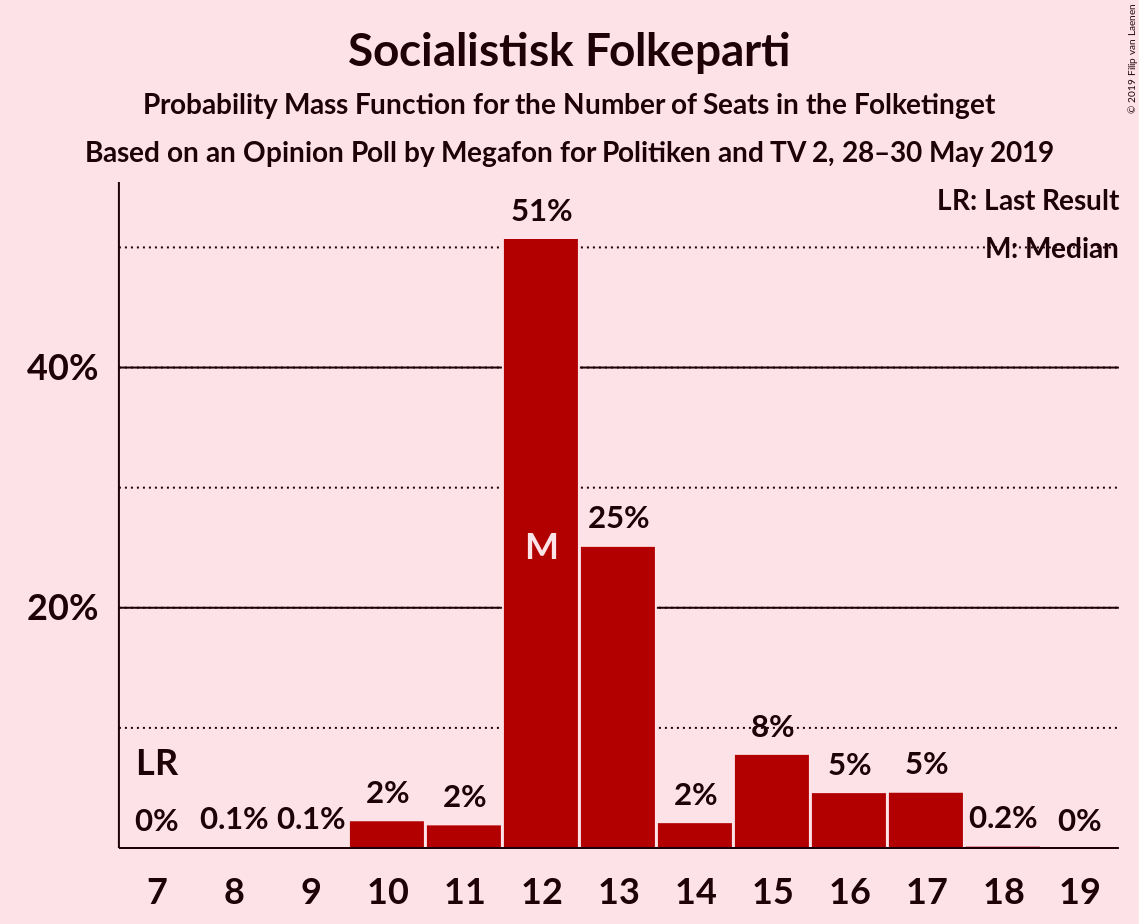 Socialistisk Folkeparti
Probability Mass Function for the Number of Seats in the Folketinget
Based on an Opinion Poll by Megafon for Politiken and TV 2, 28–30 May 2019
© 2019 Filip van Laenen
LR: Last Result
M: Median
51%
40%
25%
M
20%
8%
LR
5%
5%
2%
2%
2%
0%
0.1%
0.1%
0.2%
0%
7 8 9 10 11 12 13 14 15 16 17 18 19